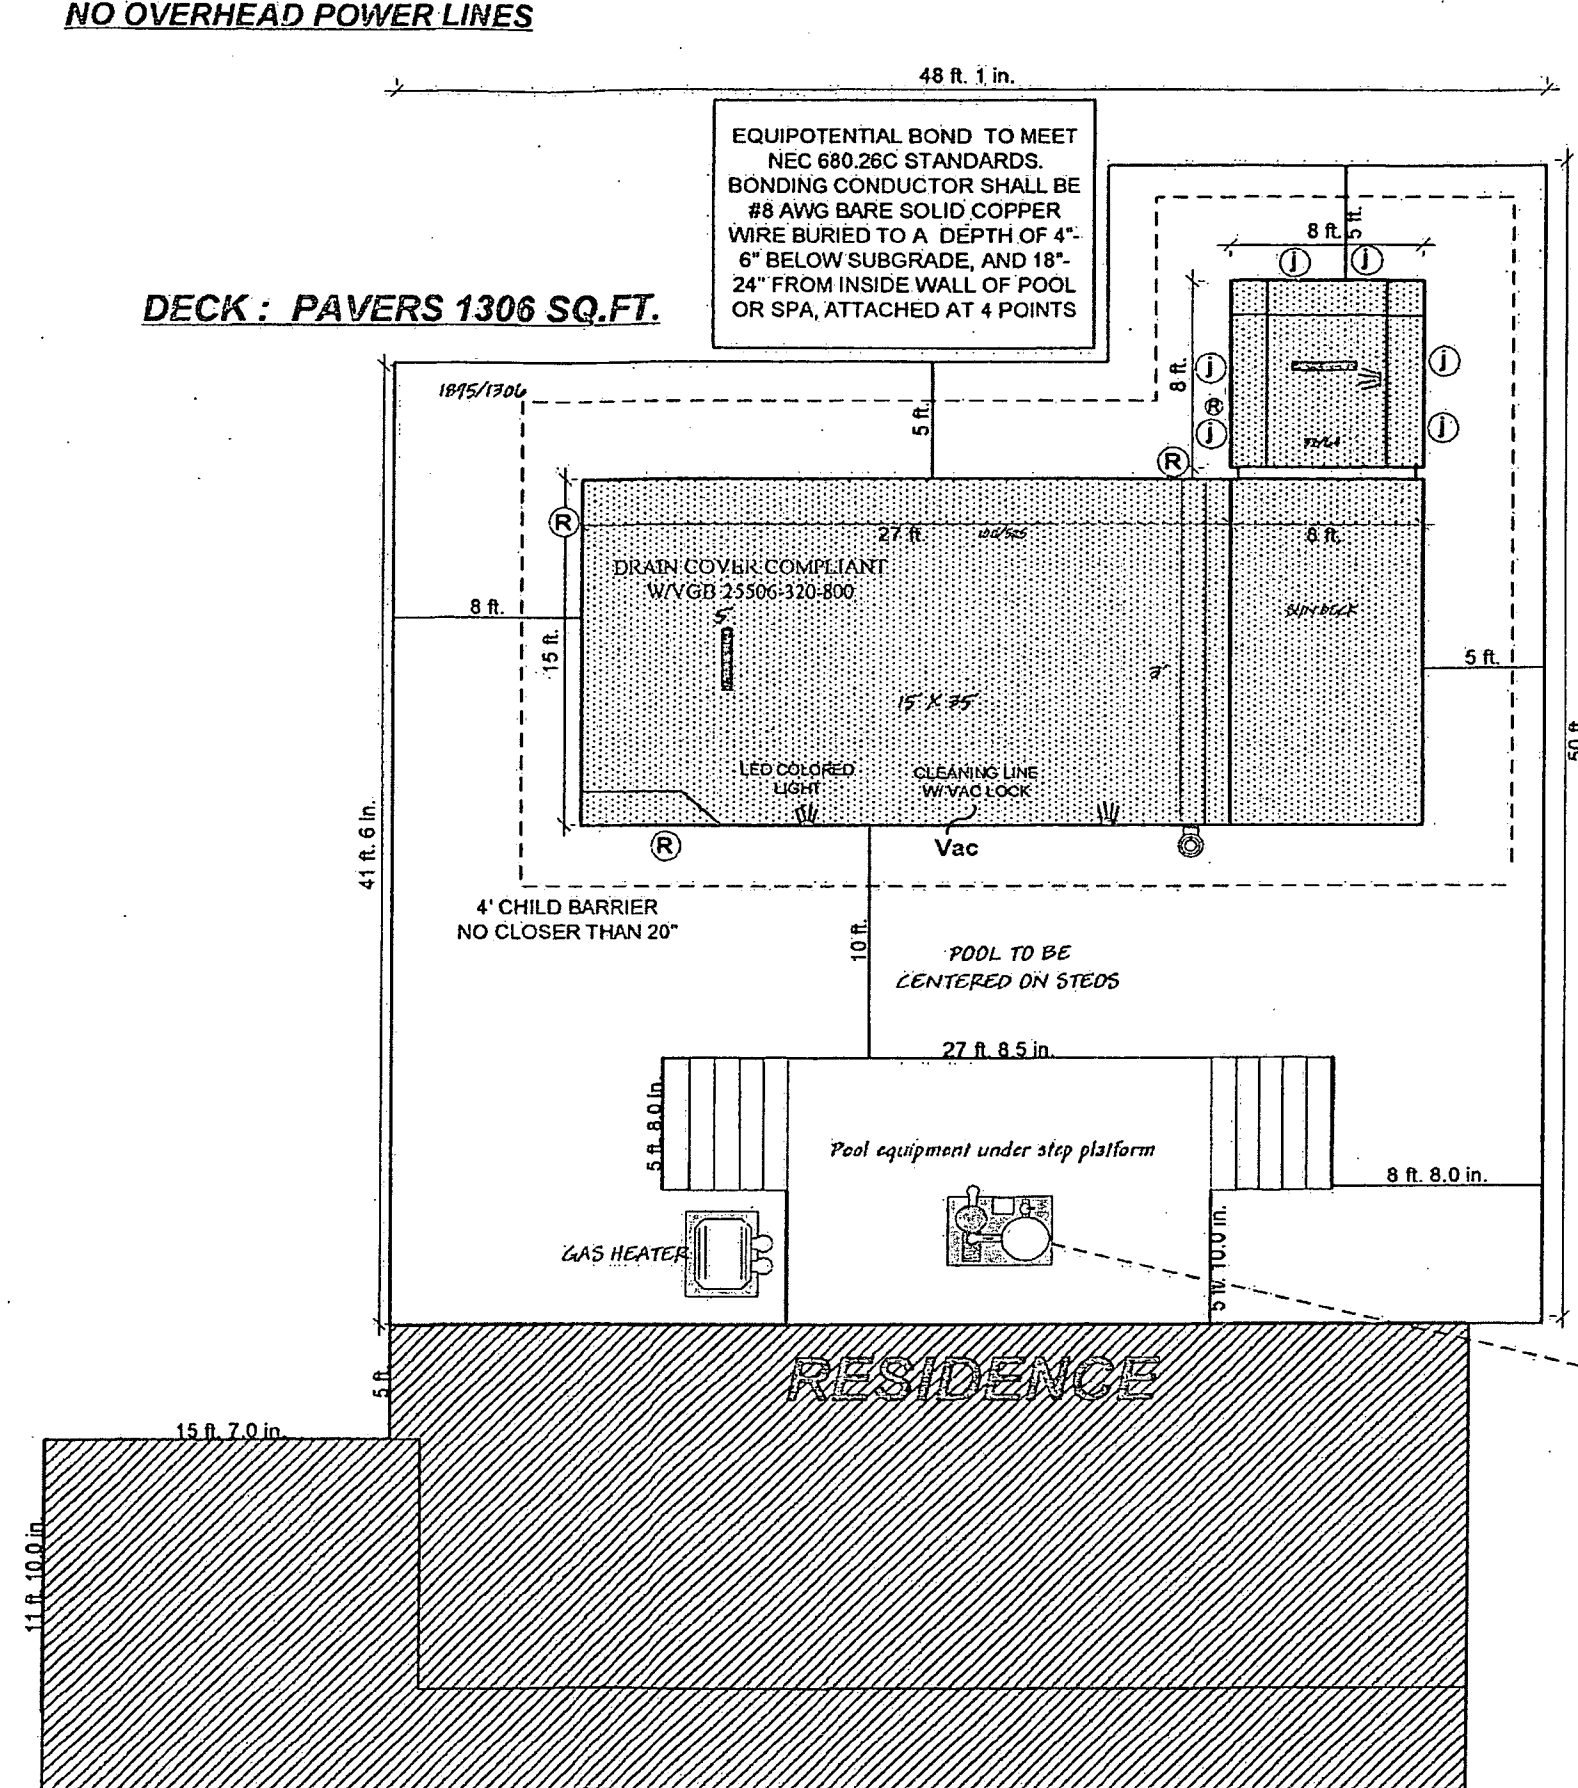 NO OVERHEAD POWER LINES
48 ft. 1 in.
EQUIPOTENTIAL BOND TO MEET
NEC 680.26C STANDARDS.
BONDING CONDUCTOR SHALL BE
#8 AWG BARE SOLID COPPER
WIRE BURIED TO A DEPTH OF 4"-
6" BELOW SUBGRADE, AND 18"-
24" FROM INSIDE WALL OF POOL
OR SPA, ATTACHED AT 4 POINTS
DECK : PAVERS 1306 SQ.FT.
8 ft.
5 ft.
j
j
j
j
j
j
R
R
8 ft.
1895/1306
5 ft.
R
27 ft.
8 ft.
DRAIN COVER COMPLIANT
W/VGB 25506-320-800
5'
8 ft.
15 ft.
SUN DECK
5 ft.
3'
15 X 35
50 ft
LED COLORED
LIGHT
CLEANING LINE
W/ VAC LOCK
R
Vac
41 ft. 6 in.
4' CHILD BARRIER
NO CLOSER THAN 20"
10 ft.
POOL TO BE
CENTERED ON STEDS
27 ft. 8.5 in.
5 ft. 8.0 in.
Pool equipment under step platform
8 ft. 8.0 in.
GAS HEATER
5 ft. 10.0 in.
RESIDENCE
5 ft.
15 ft. 7.0 in.
11 ft. 10.0 in.